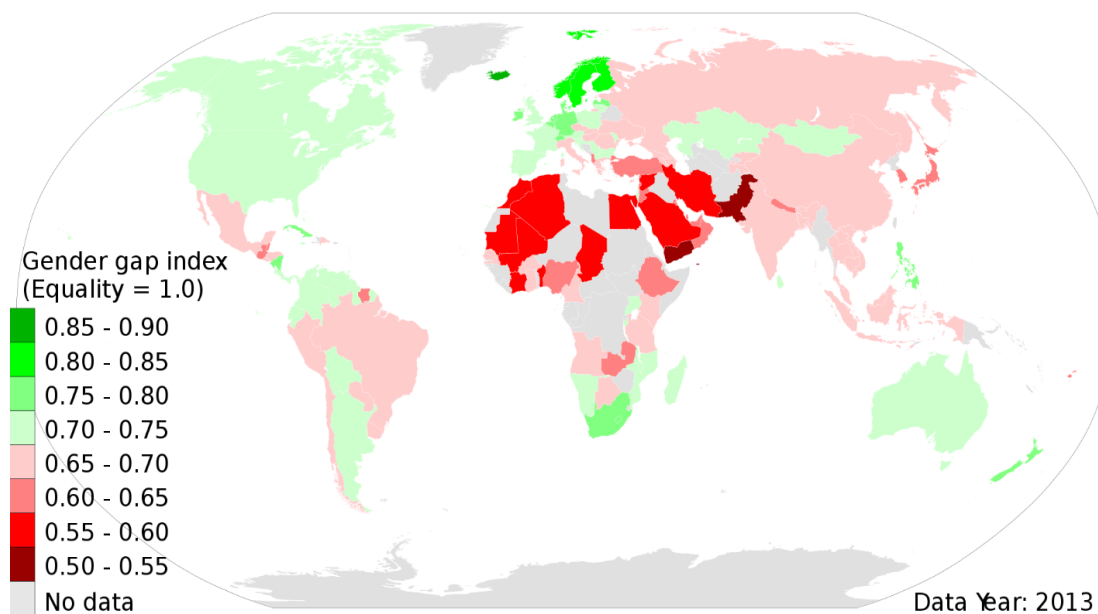 Gender gap index
(Equality = 1.0)
0.85 - 0.90
0.80 - 0.85
0.75 - 0.80
0.70 - 0.75
0.65 - 0.70
0.60 - 0.65
0.55 - 0.60
0.50 - 0.55
No data
Data Year: 2013